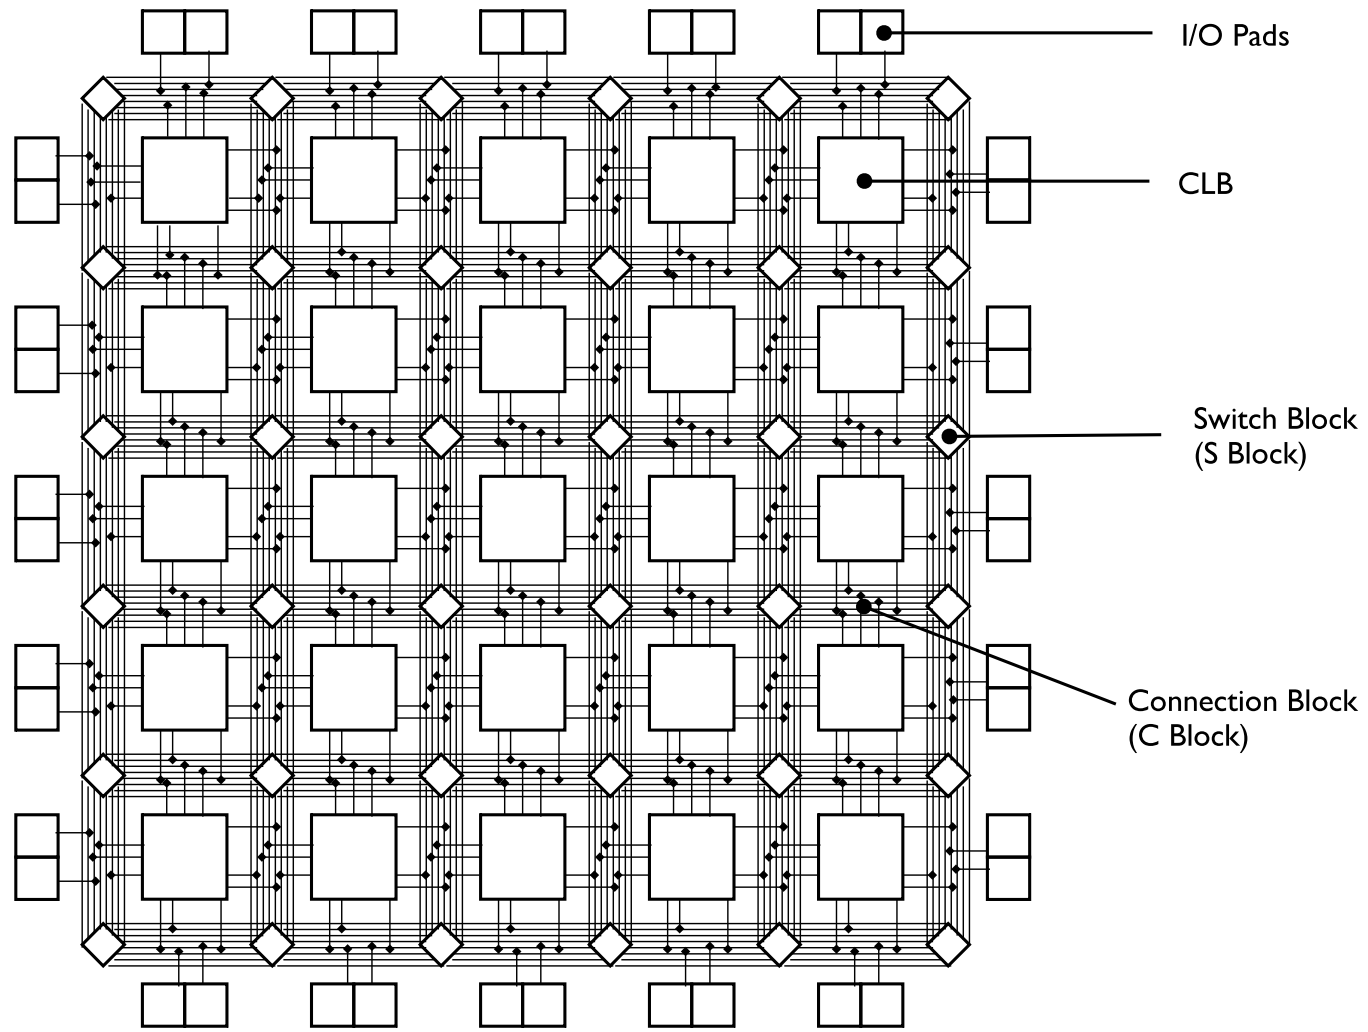 I/O Pads
CLB
Switch Block
(S Block)
Connection Block
(C Block)